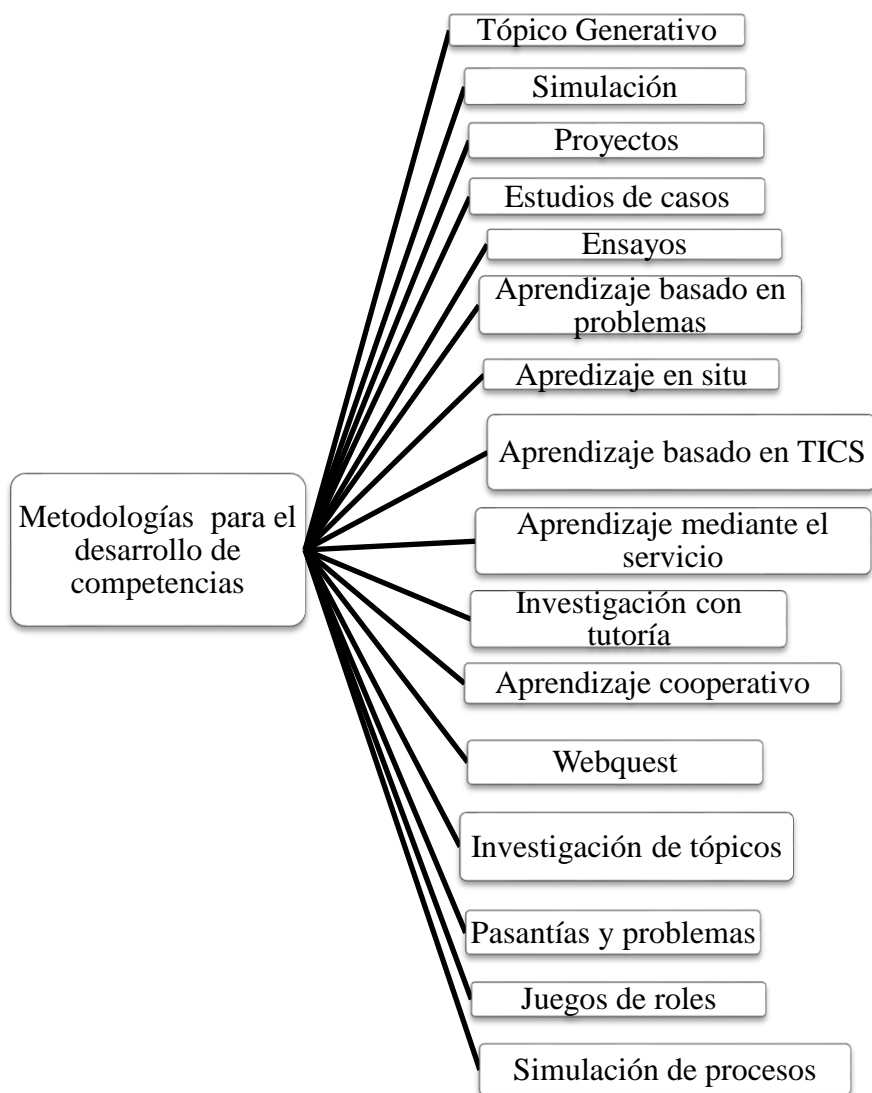 Tópico Generativo
Simulación
Proyectos
Estudios de casos
Ensayos
Aprendizaje basado en
problemas
Apredizaje en situ
Aprendizaje basado en TICS
Metodologías para el
desarrollo de
competencias
Aprendizaje mediante el
servicio
Investigación con
tutoría
Aprendizaje cooperativo
Webquest
Investigación de tópicos
Pasantías y problemas
Juegos de roles
Simulación de procesos